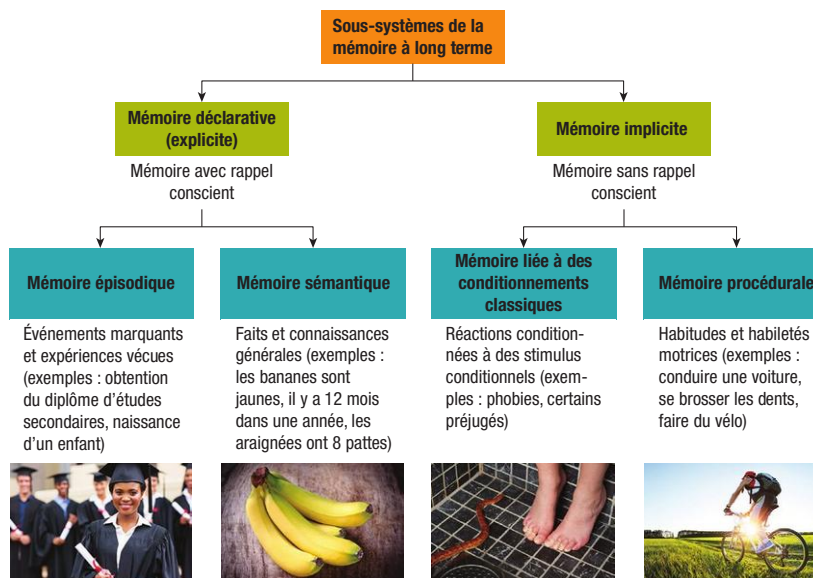 Sous-systèmes de la
mémoire à long terme
Mémoire déclarative
(explicite)
Mémoire avec rappel
conscient
Mémoire implicite
Mémoire sans rappel
conscient
Mémoire épisodique
Événements marquants
et expériences vécues
(exemples : obtention
du diplôme d’études
secondaires, naissance
d’un enfant)
Mémoire sémantique
Faits et connaissances
générales (exemples :
les bananes sont
jaunes, il y a 12 mois
dans une année, les
araignées ont 8 pattes)
Mémoire liée à des
conditionnements
classiques
Réactions condition-
nées à des stimulus
conditionnels (exem-
ples : phobies, certains
préjugés)
Mémoire procédurale
Habitudes et habiletés
motrices (exemples :
conduire une voiture,
se brosser les dents,
faire du vélo)